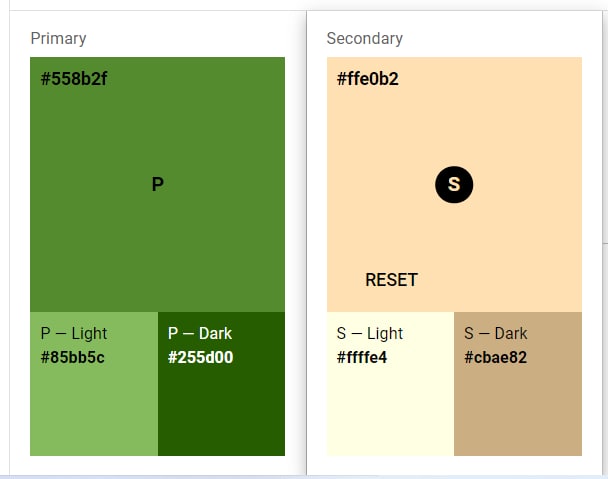 Primary
#558b2f
P
P — Light
#85bb5c
P — Dark
#255d00
Secondary
#ffe0b2
S
RESET
S — Light
#ffffe4
S — Dark
#cbae82